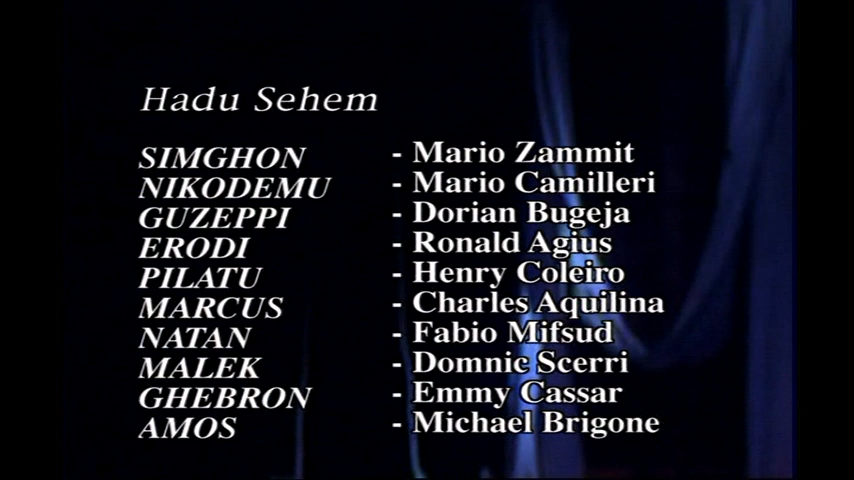 Hadu Sehem
SIMGHON - Mario Zammit
NIKODEMU - Mario Camilleri
GUZEPPI - Dorian Bugeja
ERODI - Ronald Agius
PILATU - Henry Coleiro
MARCUS - Charles Aquilina
NATAN - Fabio Mifsud
MALEK - Domnic Scerri
GHEBRON - Emmy Cassar
AMOS - Michael Brigone